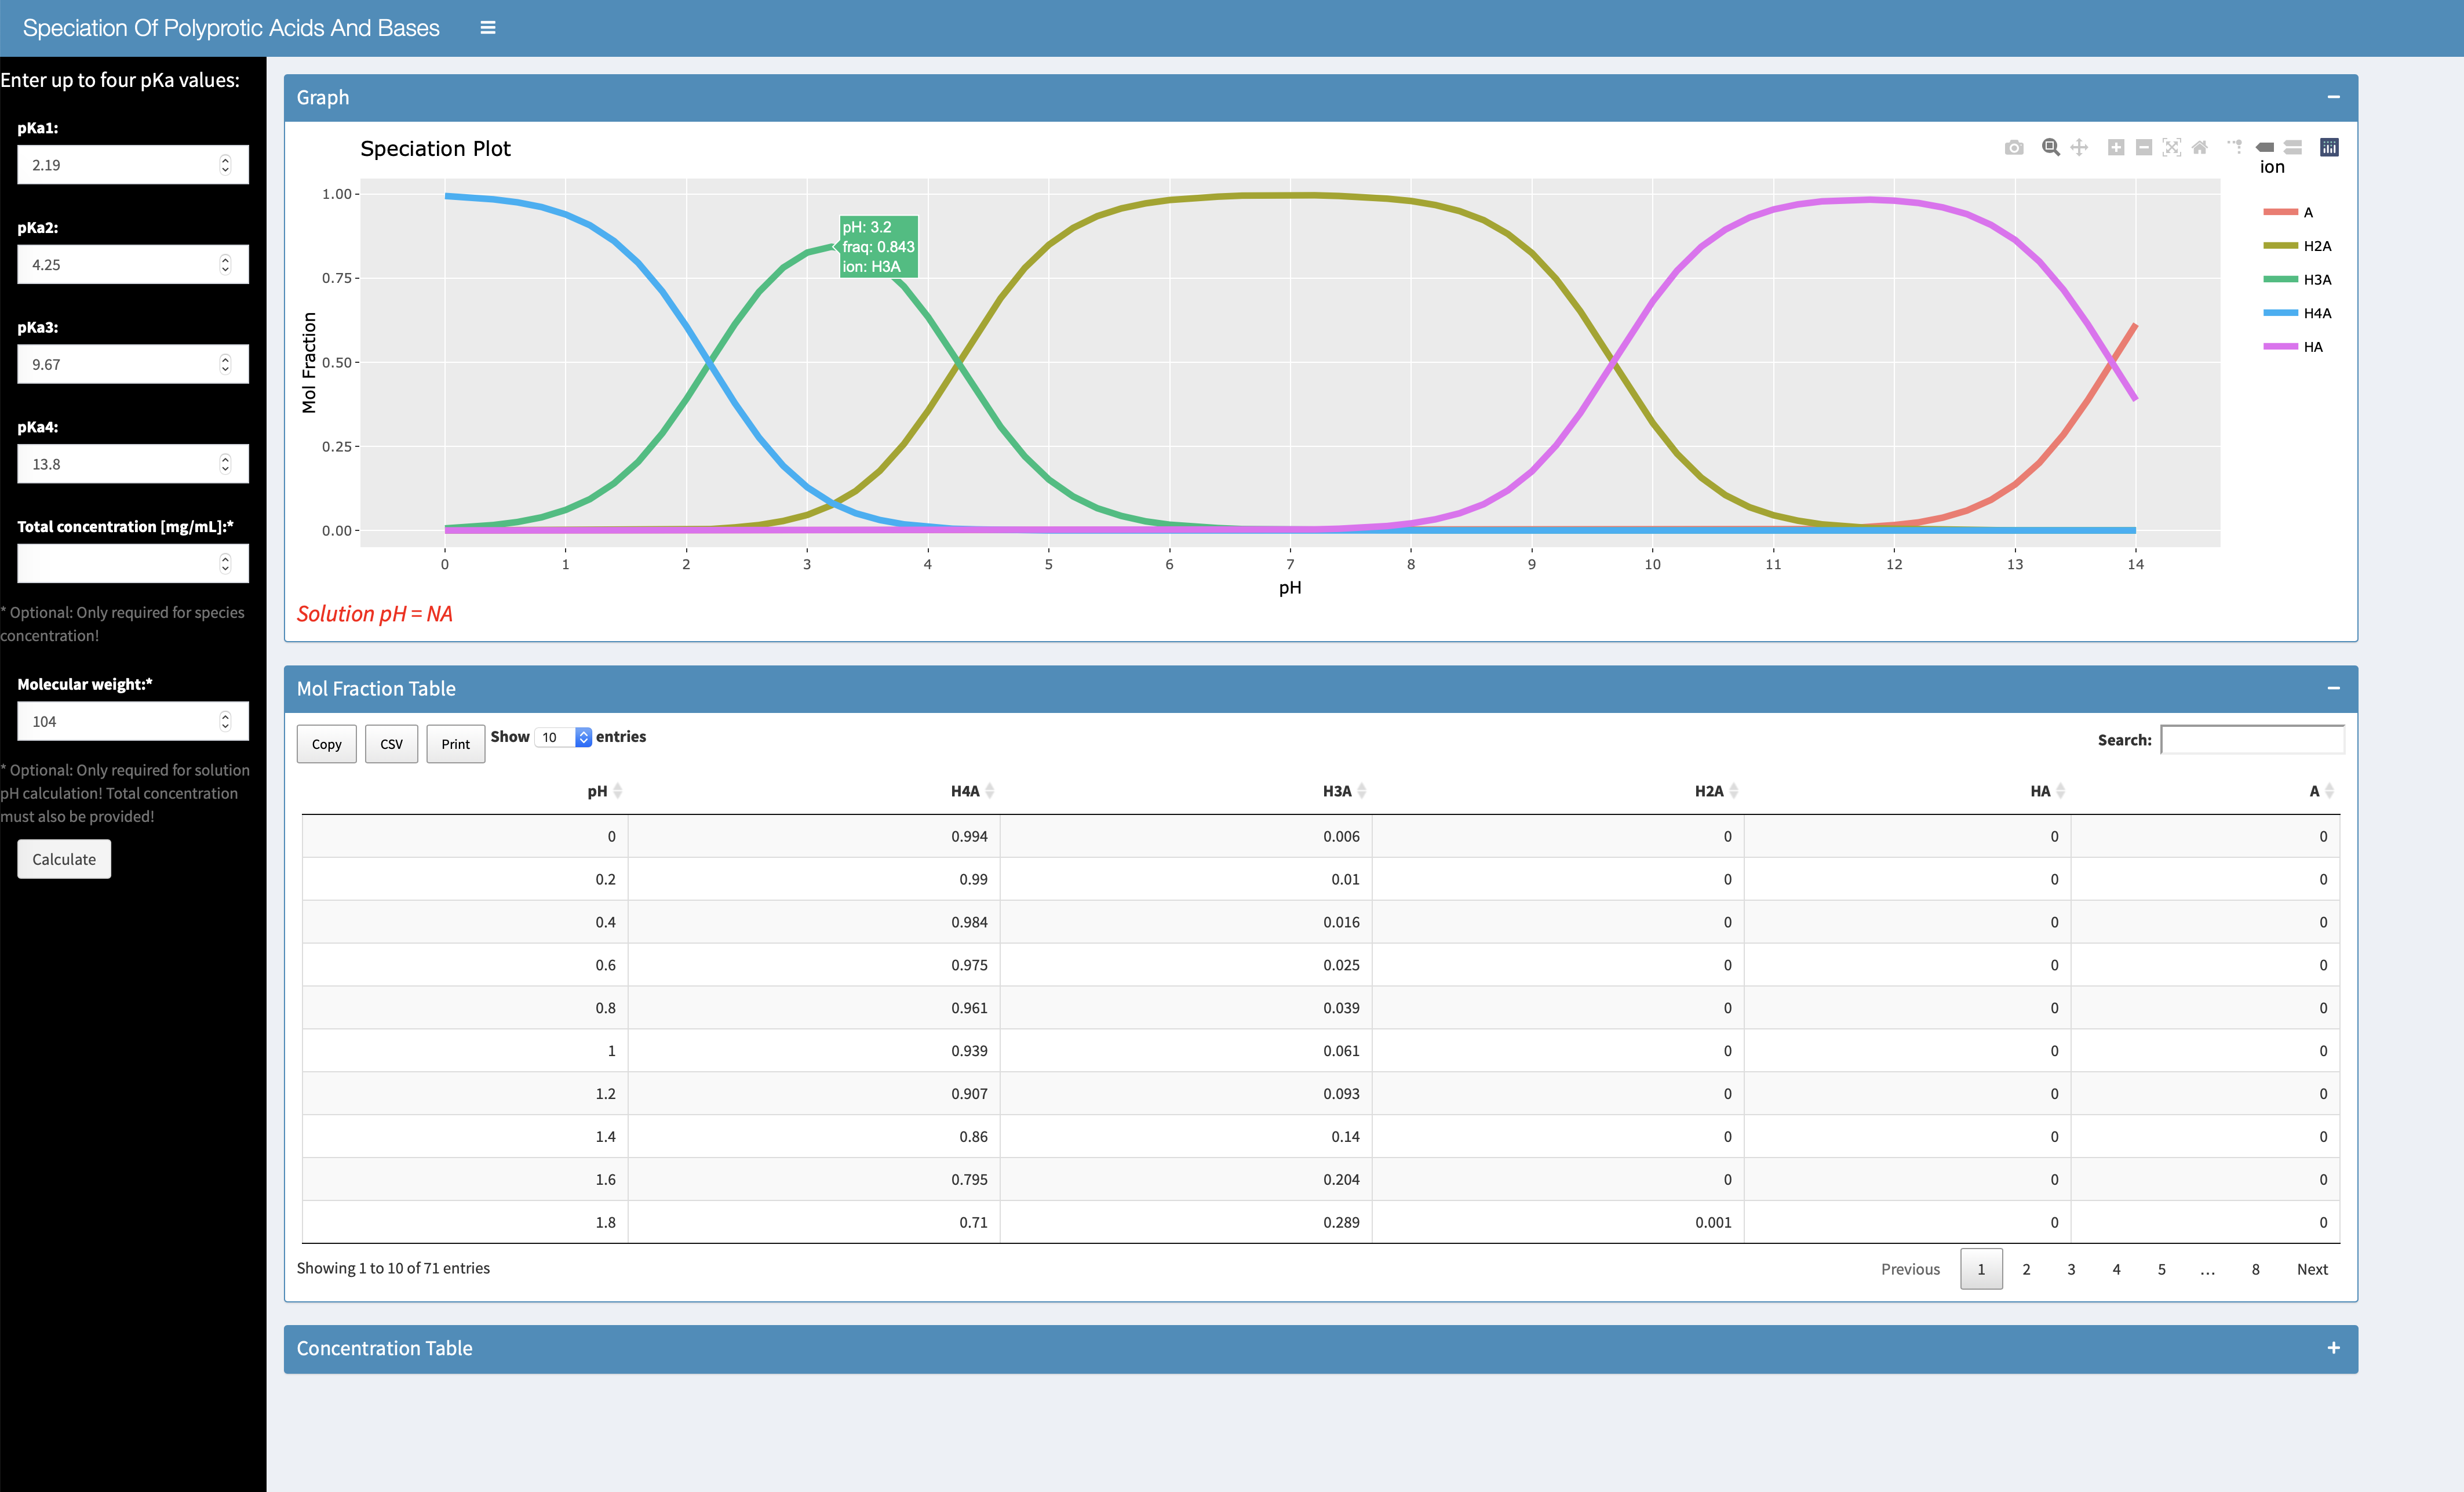 Speciation Of Polyprotic Acids And Bases
Enter up to four pKa values:
pKa1:
2.19
pKa2:
4.25
pKa3:
9.67
pKa4:
13.8
Total concentration [mg/mL]:*
* Optional: Only required for species
concentration!
Molecular weight:*
104
* Optional: Only required for solution
pH calculation! Total concentration
must also be provided!
Calculate
Graph
Speciation Plot
ion
A
H2A
H3A
H4A
HA
pH: 3.2
fraq: 0.843
ion: H3A
Mol Fraction
1.00
0.75
0.50
0.25
0.00
0 1 2 3 4 5 6 7 8 9 10 11 12 13 14
pH
Solution pH = NA
Mol Fraction Table
Copy CSV Print Show 10 entries Search:
pH H4A H3A H2A HA A
0 0.994 0.006 0 0 0
0.2 0.99 0.01 0 0 0
0.4 0.984 0.016 0 0 0
0.6 0.975 0.025 0 0 0
0.8 0.961 0.039 0 0 0
1 0.939 0.061 0 0 0
1.2 0.907 0.093 0 0 0
1.4 0.86 0.14 0 0 0
1.6 0.795 0.204 0 0 0
1.8 0.71 0.289 0.001 0 0
Showing 1 to 10 of 71 entries
Previous 1 2 3 4 5 ... 8 Next
Concentration Table